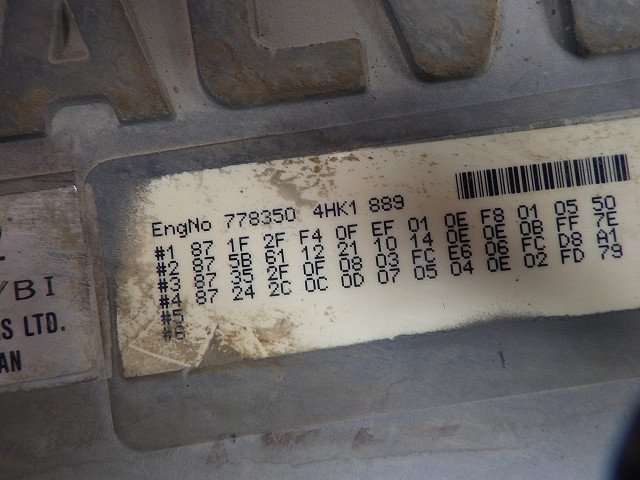 EngNo 778350 4HK1 889
#1 87 1F 2F F4 0F EF 01 0E F8 01 05 50
#2 87 5B 61 12 21 10 14 0E 0E 0B FF 7E
#3 87 35 2F 0F 08 03 FC E6 06 FC D8 A1
#4 87 24 2C 0C 0D 07 05 04 0E 02 FD 79
#5
#6
/BI
S LTD.
AN